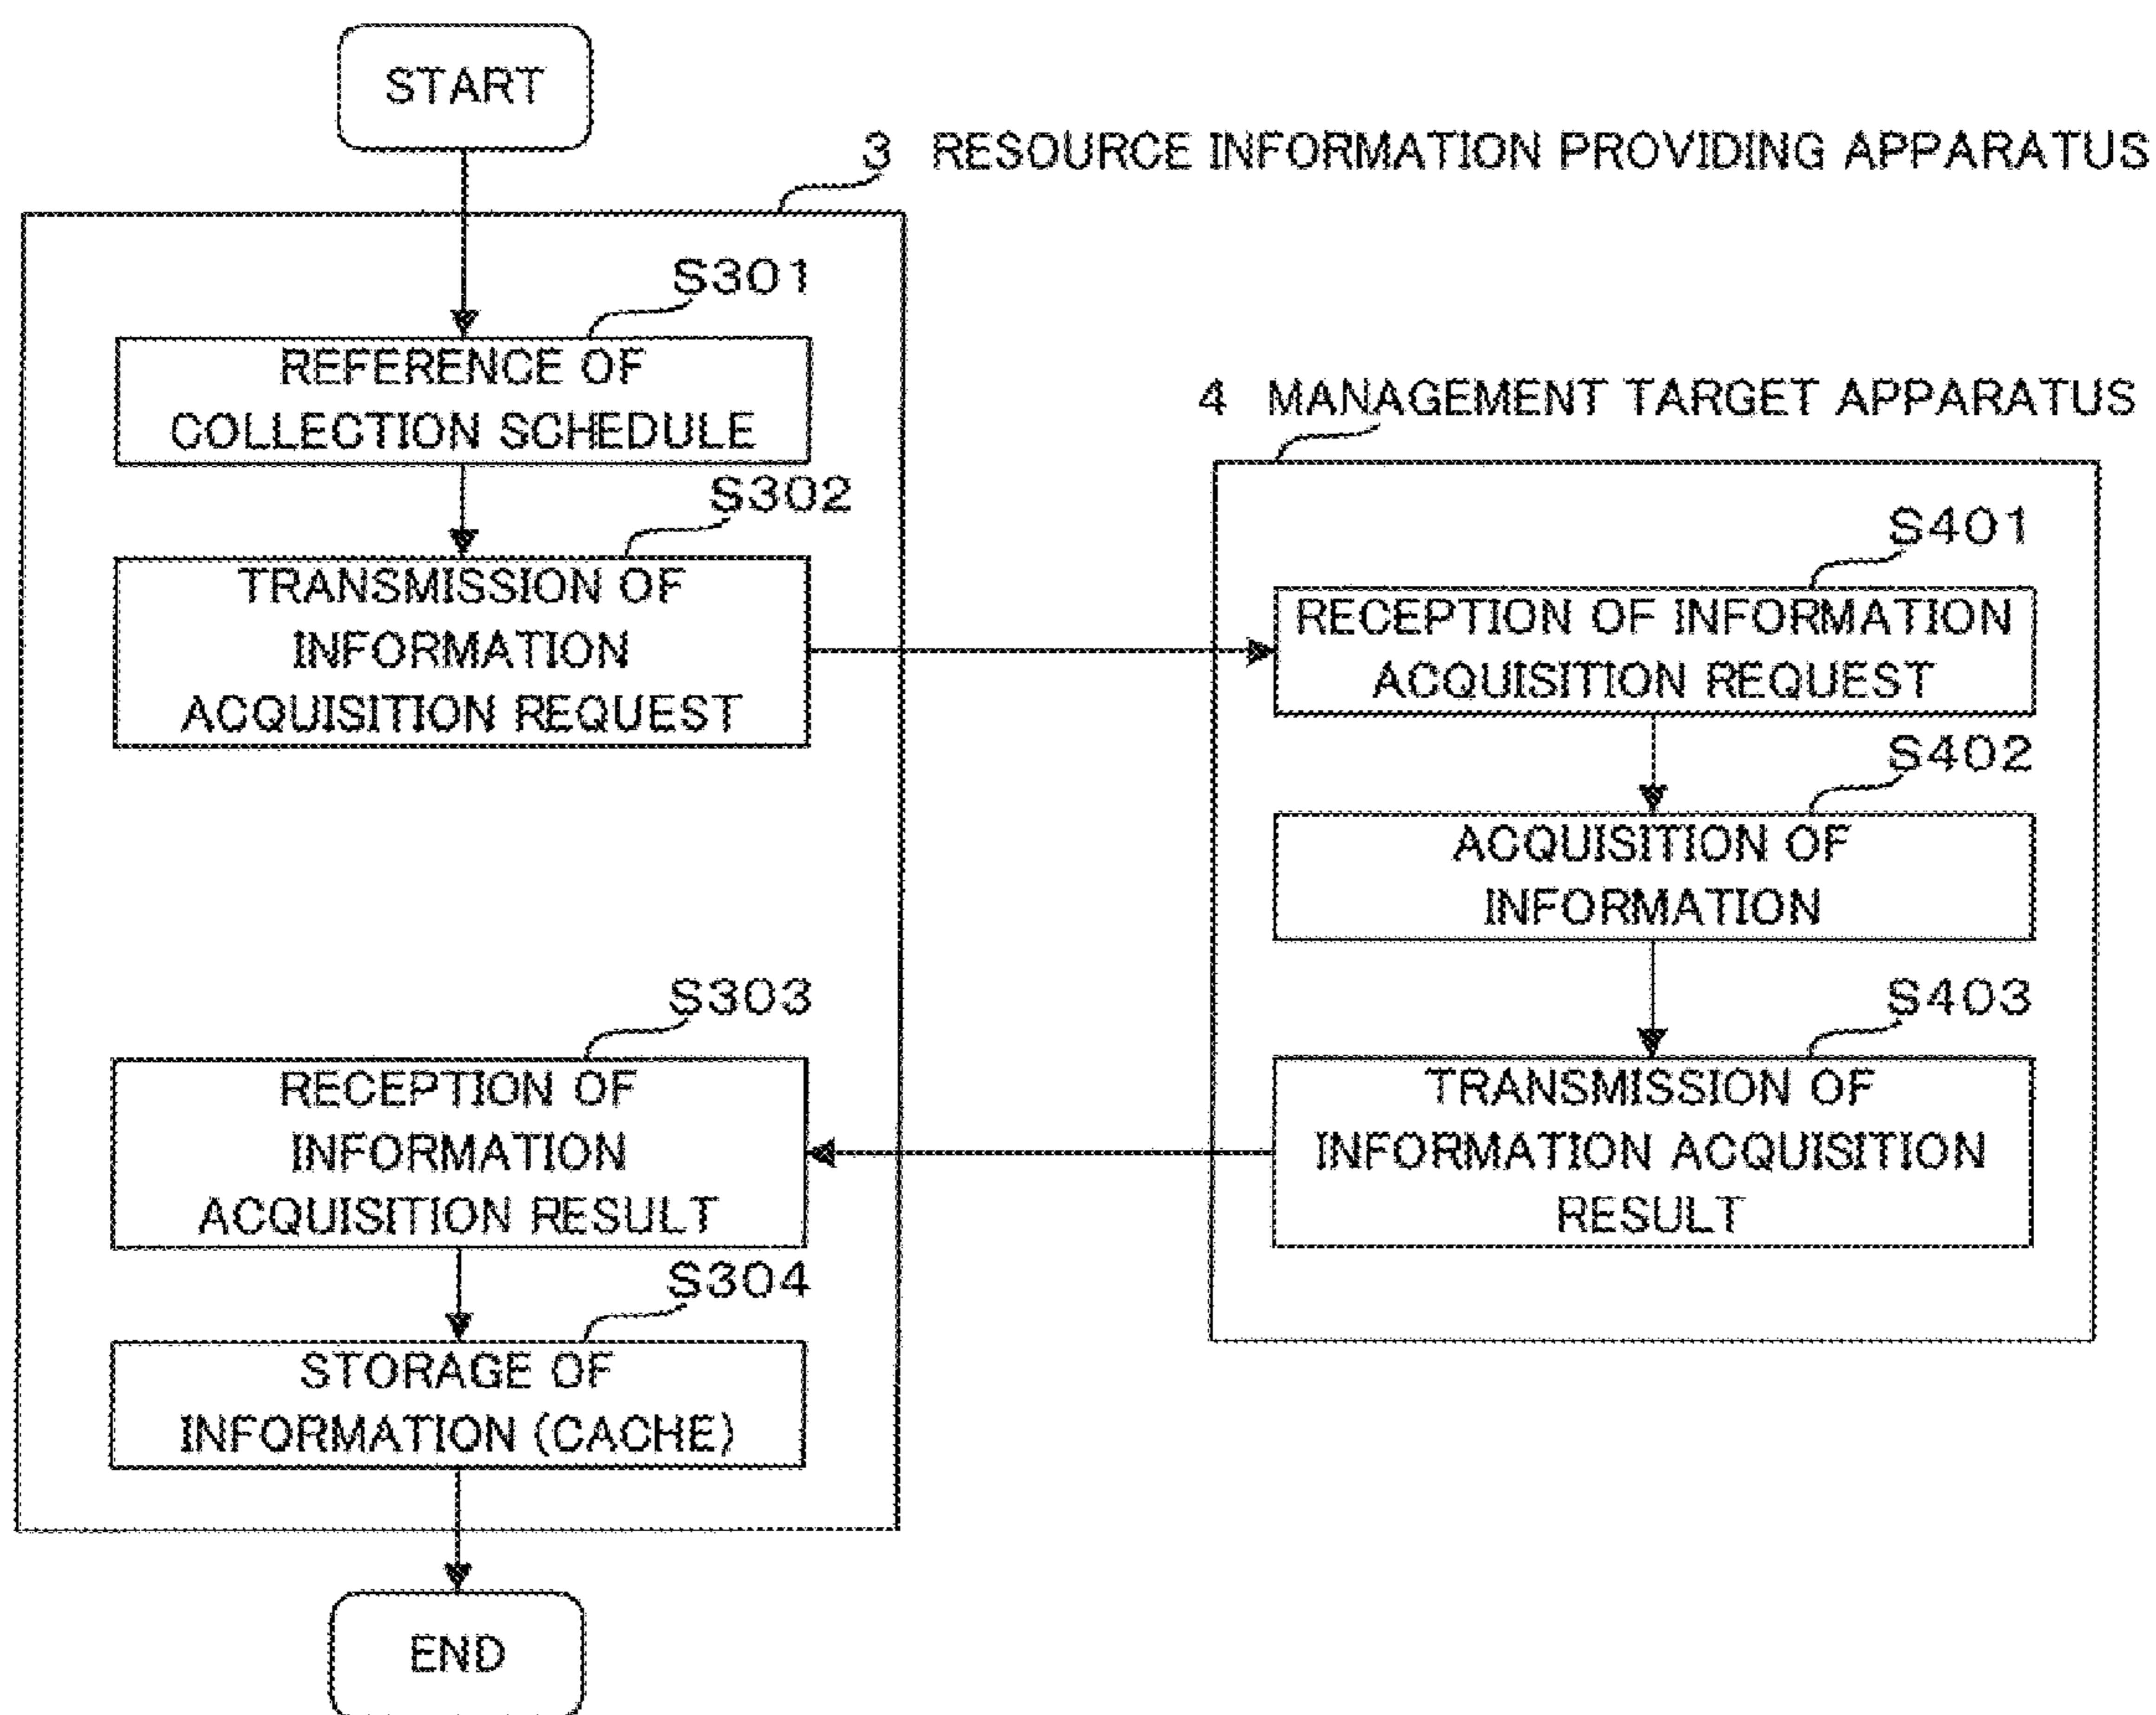 START
3 RESOURCE INFORMATION PROVIDING APPARATUS
S301
REFERENCE OF
COLLECTION SCHEDULE
S302
TRANSMISSION OF
INFORMATION
ACQUISITION REQUEST
4 MANAGEMENT TARGET APPARATUS
S401
RECEPTION OF INFORMATION
ACQUISITION REQUEST
S402
ACQUISITION OF
INFORMATION
S403
TRANSMISSION OF
INFORMATION ACQUISITION
RESULT
S303
RECEPTION OF
INFORMATION
ACQUISITION RESULT
S304
STORAGE OF
INFORMATION (CACHE)
END